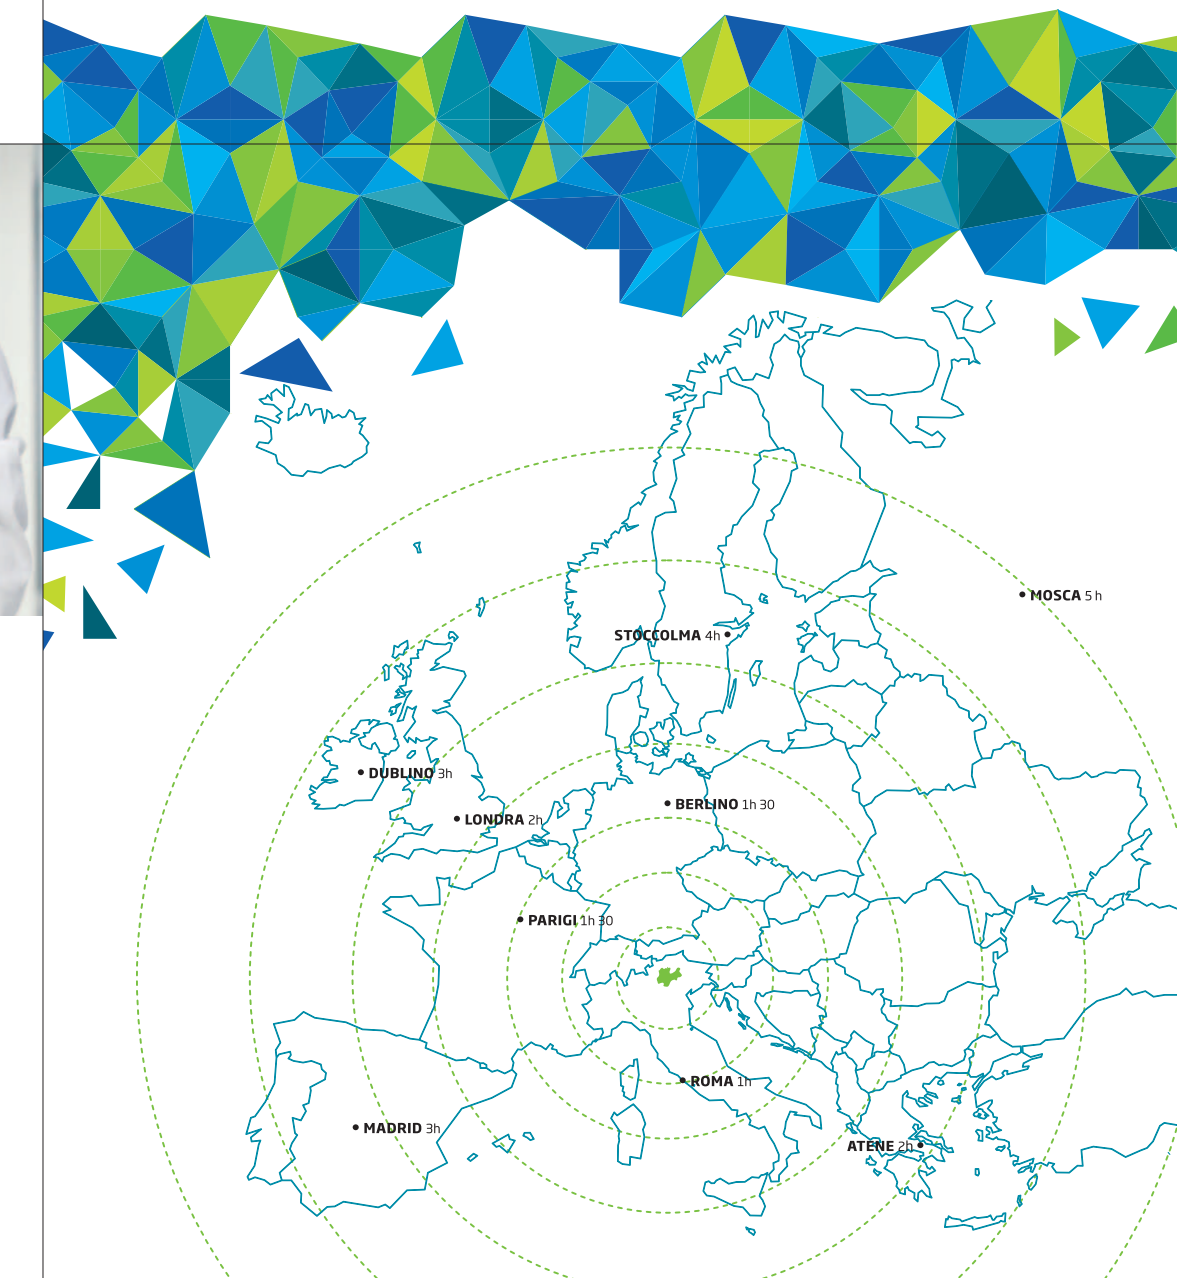 MOSCA 5 h
STOCCOLMA 4h
DUBLINO 3h
BERLINO 1h 30
LONDRA 2h
PARIGI 1h 30
ROMA 1h
MADRID 3h
ATENE 2h